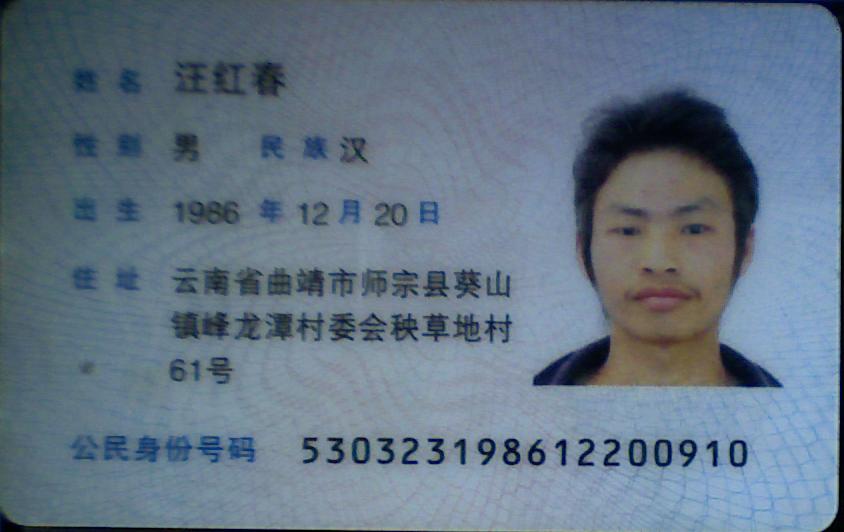 姓名 汪红春
性别 男 民族 汉
出生 1986 年 12 月 20 日
住址 云南省曲靖市师宗县葵山
镇峰龙潭村委会秧草地村
61号
公民身份号码 530323198612200910